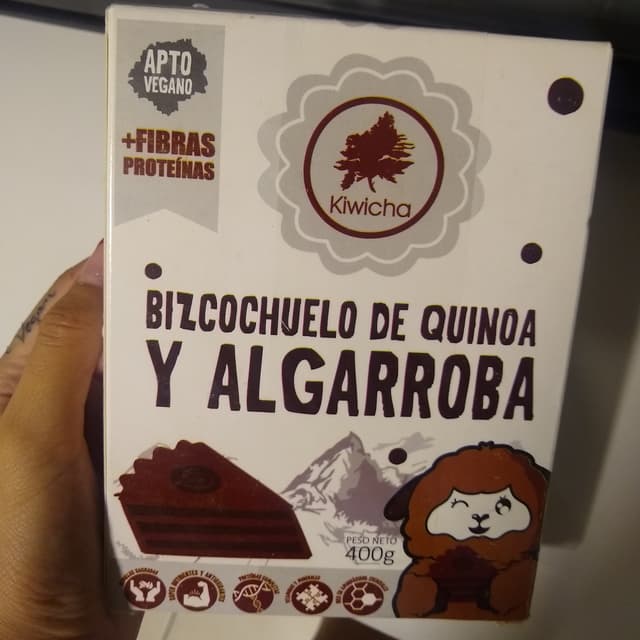 APTO
VEGANO
+FIBRAS
PROTEÍNAS
Kiwicha
BIZCOCHUELO DE QUINOA
Y ALGARROBA
PESO NETO
400g